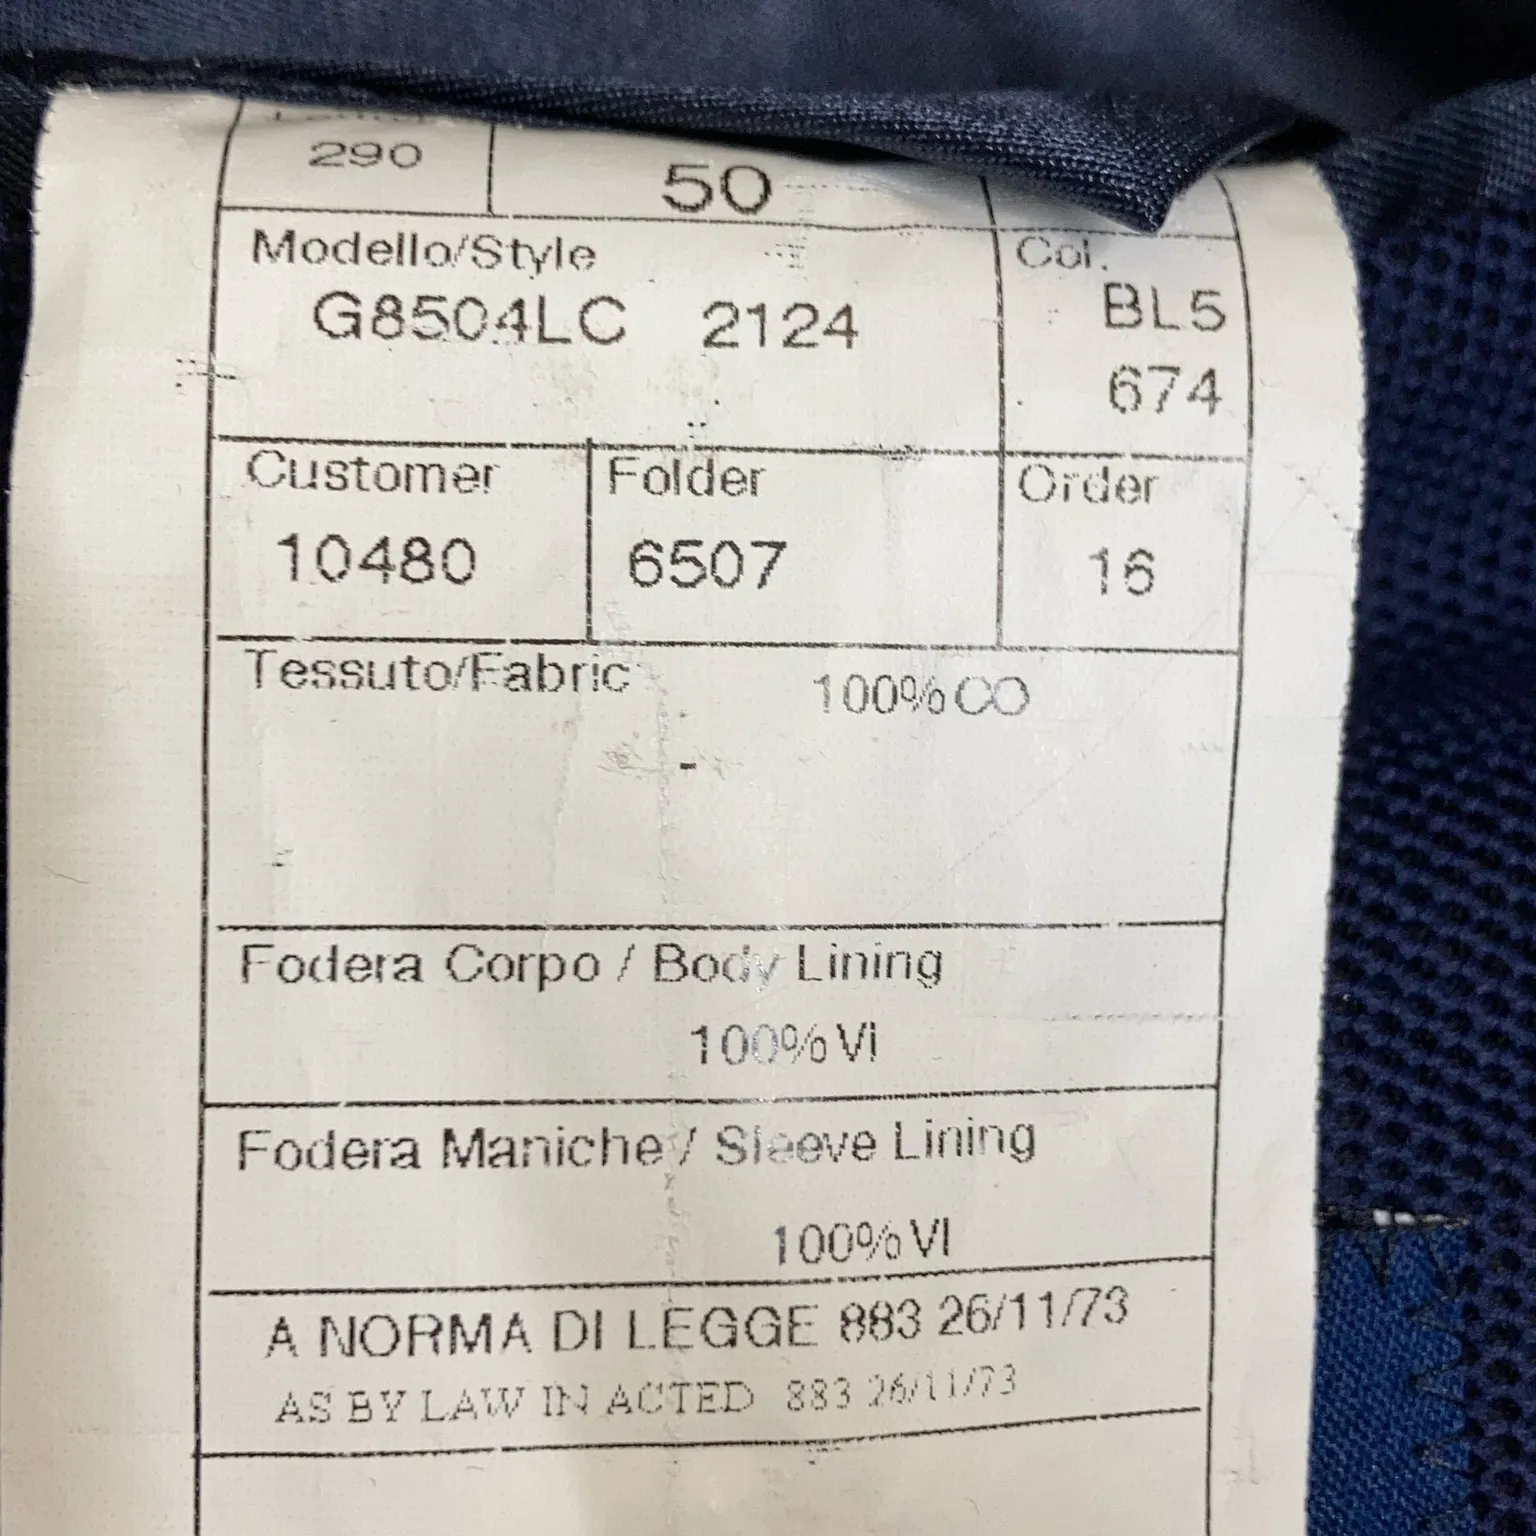 290
50
Modello/Style
G8504LC 2124
Col.
BL5
674
Customer
10480
Folder
6507
Order
16
Tessuto/Fabric
100%CO
-
Fodera Corpo / Body Lining
100%VI
Fodera Maniche / Sleeve Lining
100%VI
A NORMA DI LEGGE 883 26/11/73
AS BY LAW IN ACTED 883 26/11/73